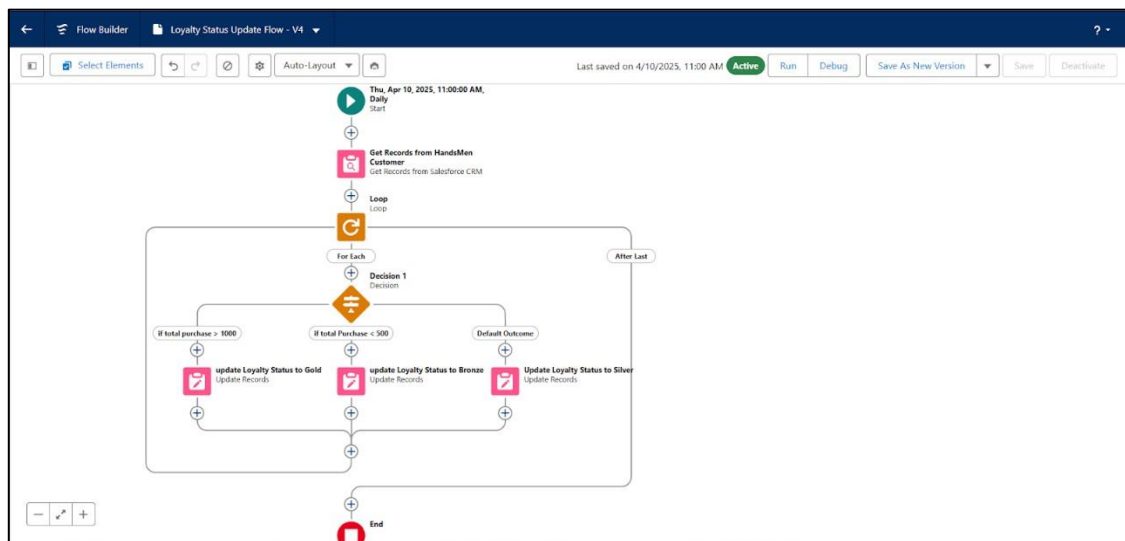 Flow Builder
Loyalty Status Update Flow - V4
?
Select Elements
Auto-Layout
Last saved on 4/10/2025, 11:00 AM
Active
Run
Debug
Save As New Version
Save
Deactivate
Thu, Apr 10, 2025, 11:00:00 AM,
Daily
Start
Get Records from HandsMen
Customer
Get Records from Salesforce CRM
Loop
Loop
For Each
After Last
Decision 1
Decision
if total purchase > 1000
if total Purchase < 500
Default Outcome
update Loyalty Status to Gold
Update Records
update Loyalty Status to Bronze
Update Records
Update Loyalty Status to Silver
Update Records
End